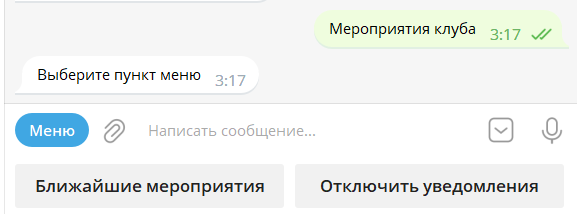 Мероприятия клуба
3:17
Выберите пункт меню
3:17
Меню
Написать сообщение...
Ближайшие мероприятия
Отключить уведомления